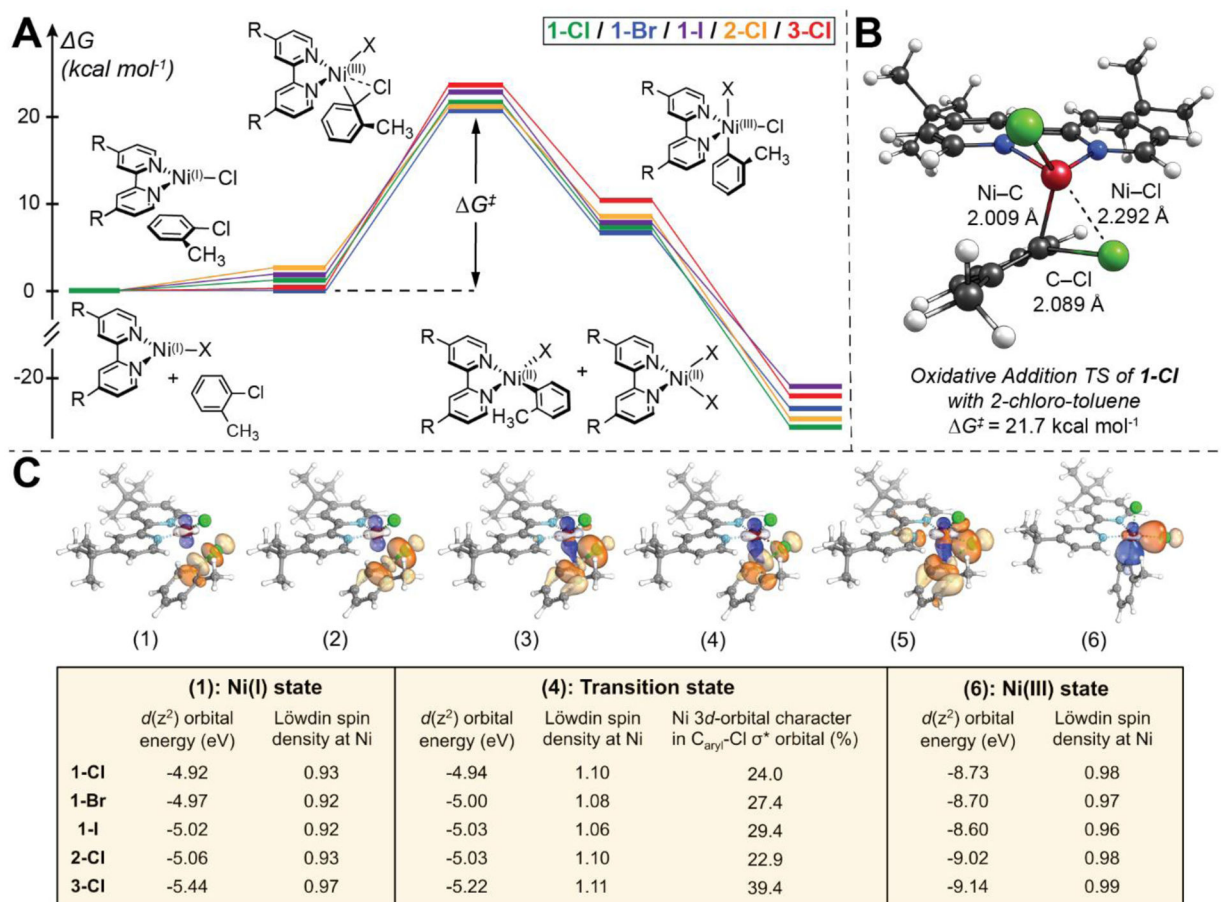 A
ΔG
(kcal mol⁻¹)
20
10
0
-20
1-Cl / 1-Br / 1-I / 2-Cl / 3-Cl
R
N
Ni(I)
Cl
N
R
Cl
CH₃
R
N
Ni(I)
X
N
R
+
Cl
CH₃
R
N
Ni(III)
X
Cl
N
R
CH₃
ΔG‡
R
N
X
Ni(III)
Cl
N
R
CH₃
R
N
Ni(II)
X
N
R
H₃C
+
R
N
Ni(II)
X
X
N
R
B
Ni–C
2.009 Å
Ni–Cl
2.292 Å
C–Cl
2.089 Å
Oxidative Addition TS of 1-Cl
with 2-chloro-toluene
ΔG‡ = 21.7 kcal mol⁻¹
C
(1) (2) (3) (4) (5) (6)
(1): Ni(I) state (4): Transition state (6): Ni(III) state
d(z²) orbital Löwdin spin d(z²) orbital Löwdin spin Ni 3d-orbital character d(z²) orbital Löwdin spin
energy (eV) density at Ni energy (eV) density at Ni in Caryl-Cl σ* orbital (%) energy (eV) density at Ni
1-Cl -4.92 0.93 -4.94 1.10 24.0 -8.73 0.98
1-Br -4.97 0.92 -5.00 1.08 27.4 -8.70 0.97
1-I -5.02 0.92 -5.03 1.06 29.4 -8.60 0.96
2-Cl -5.06 0.93 -5.03 1.10 22.9 -9.02 0.98
3-Cl -5.44 0.97 -5.22 1.11 39.4 -9.14 0.99